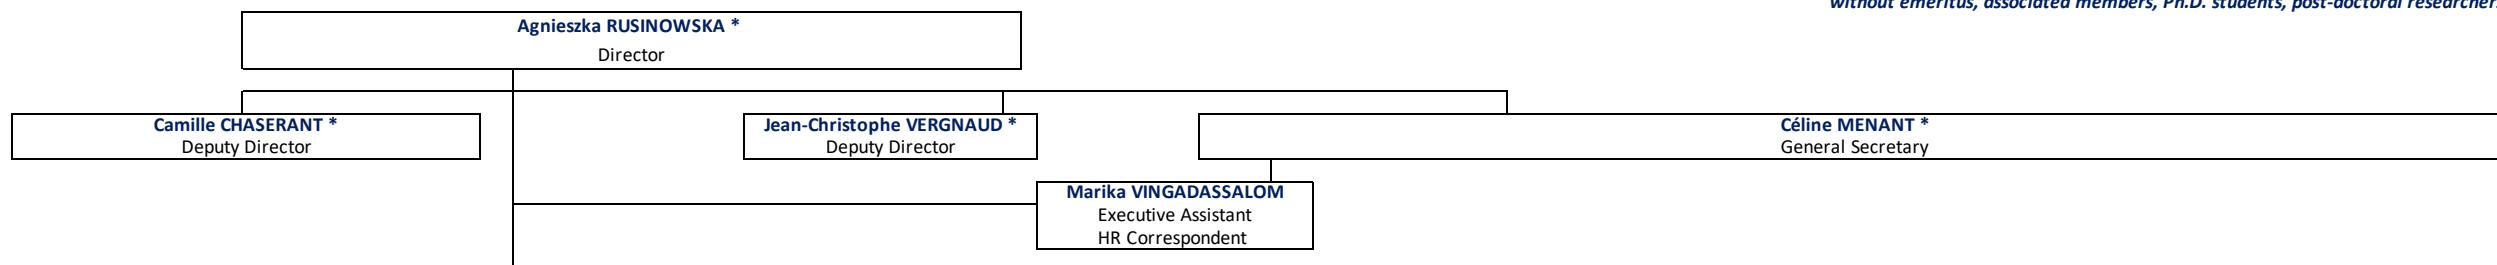 without emeritus, associated members, Ph.D. students, post-doctoral researcher
Agnieszka RUSINOWSKA *
Director
Camille CHASERANT *
Deputy Director
Jean-Christophe VERGNAUD *
Deputy Director
Céline MENANT *
General Secretary
Marika VINGADASSALOM
Executive Assistant
HR Correspondent